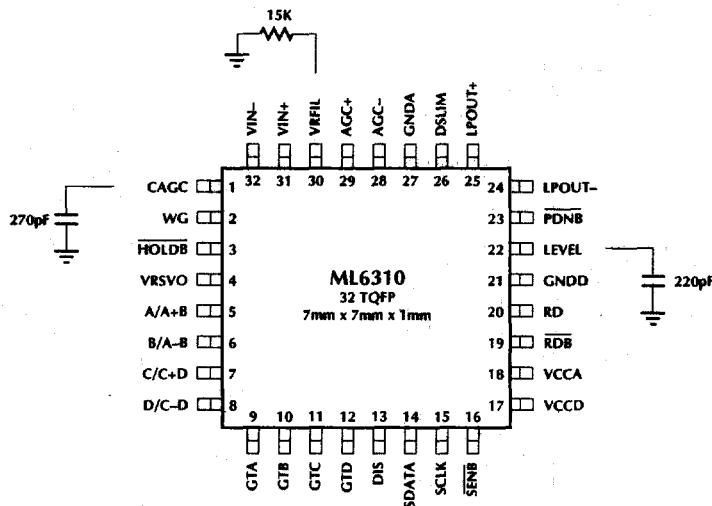 15K
VIN–
VIN+
VRFIL
AGC+
AGC–
GNDA
DSLIM
LPOUT+
32
31
30
29
28
27
26
25
CAGC
1
24
LPOUT–
270pF
WG
2
23
PDNB
HOLDB
3
22
LEVEL
VRSVO
4
ML6310
32 TQFP
7mm x 7mm x 1mm
21
GNDD
220pF
A/A+B
5
20
RD
B/A–B
6
19
RDB
C/C+D
7
18
VCCA
D/C–D
8
17
VCCD
9
10
11
12
13
14
15
16
GTA
GTB
GTC
GTD
DIS
SDATA
SCLK
SENB